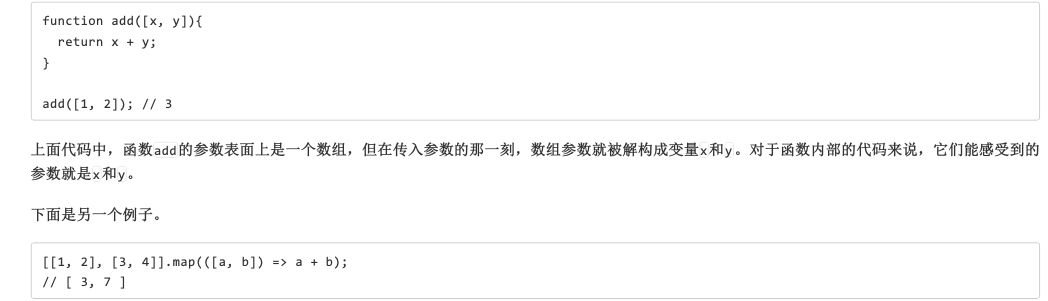 function add([x, y]){
  return x + y;
}
add([1, 2]); // 3
上面代码中，函数add的参数表面上是一个数组，但在传入参数的那一刻，数组参数就被解构成变量x和y。对于函数内部的代码来说，它们能感受到的
参数就是x和y。
下面是另一个例子。
[[1, 2], [3, 4]].map(([a, b]) => a + b);
// [ 3, 7 ]